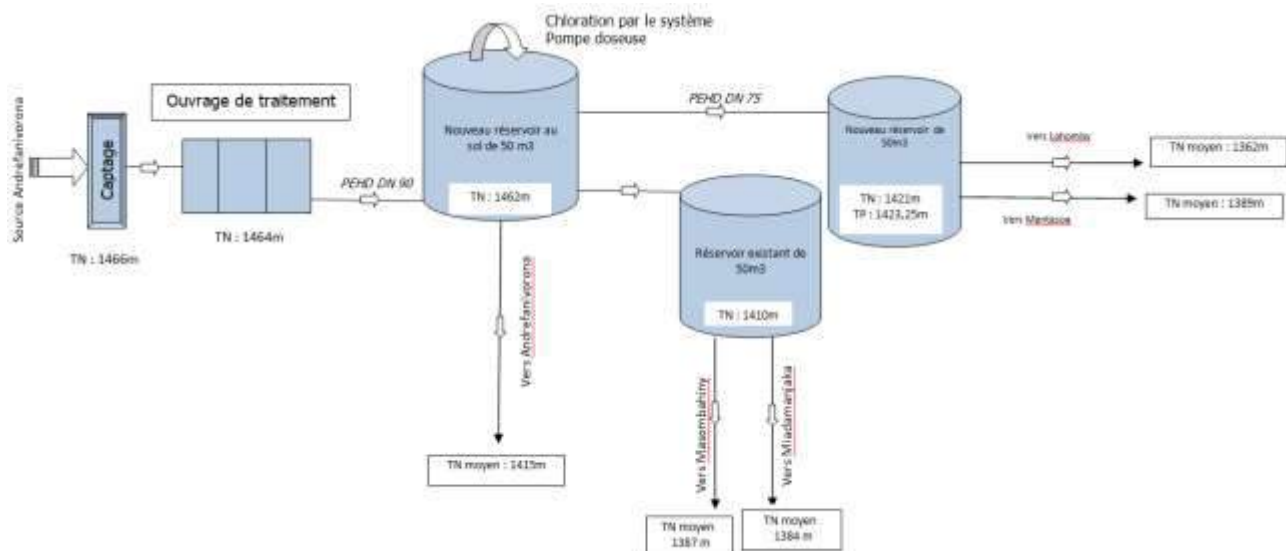 Chloration par le système
Pompe doseuse
Source Andrefanivorona
Captage
TN : 1466m
Ouvrage de traitement
TN : 1464m
PEHD DN 90
Nouveau réservoir au
sol de 50 m3
TN : 1462m
Vers Andrefanivorona
TN moyen : 1415m
PEHD DN 75
Réservoir existant de
50m3
TN : 1410m
Vers Masombahiny
TN moyen
1387 m
Vers Miadamanjaka
TN moyen
1384 m
Nouveau réservoir de
50m3
TN : 1421m
TP : 1423,25m
vers
TN moyen : 1362m
Vers
TN moyen : 1389m